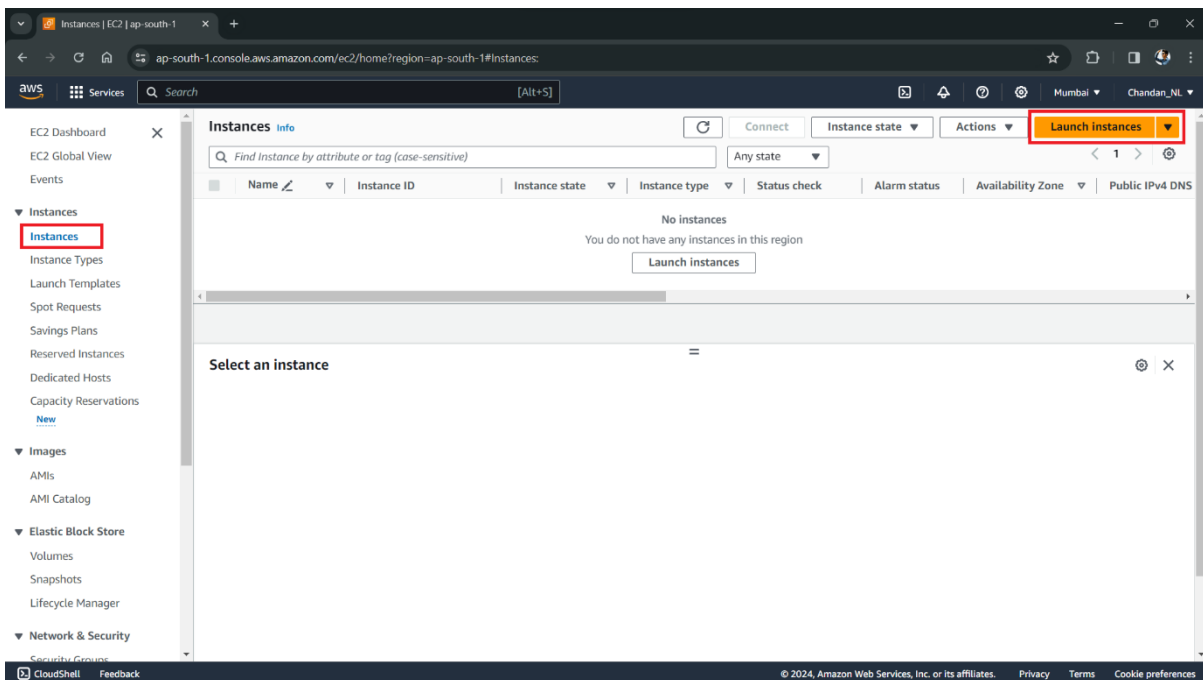 Instances | EC2 | ap-south-1
ap-south-1.console.aws.amazon.com/ec2/home?region=ap-south-1#Instances:
aws Services Search [Alt+S] Mumbai Chandan_NL
EC2 Dashboard
EC2 Global View
Events
Instances
Instances
Instance Types
Launch Templates
Spot Requests
Savings Plans
Reserved Instances
Dedicated Hosts
Capacity Reservations
New
Images
AMIs
AMI Catalog
Elastic Block Store
Volumes
Snapshots
Lifecycle Manager
Network & Security
Security Groups
Instances Info Connect Instance state Actions Launch instances
Find Instance by attribute or tag (case-sensitive) Any state 1
Name Instance ID Instance state Instance type Status check Alarm status Availability Zone Public IPv4 DNS
No instances
You do not have any instances in this region
Launch instances
Select an instance
CloudShell Feedback © 2024, Amazon Web Services, Inc. or its affiliates. Privacy Terms Cookie preferences